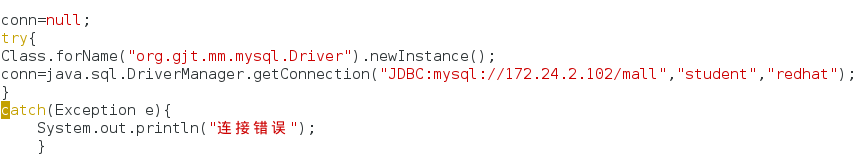 conn=null;
try{
Class.forName("org.gjt.mm.mysql.Driver").newInstance();
conn=java.sql.DriverManager.getConnection("JDBC:mysql://172.24.2.102/mall","student","redhat");
}
catch(Exception e){
    System.out.println("连接错误");
    }